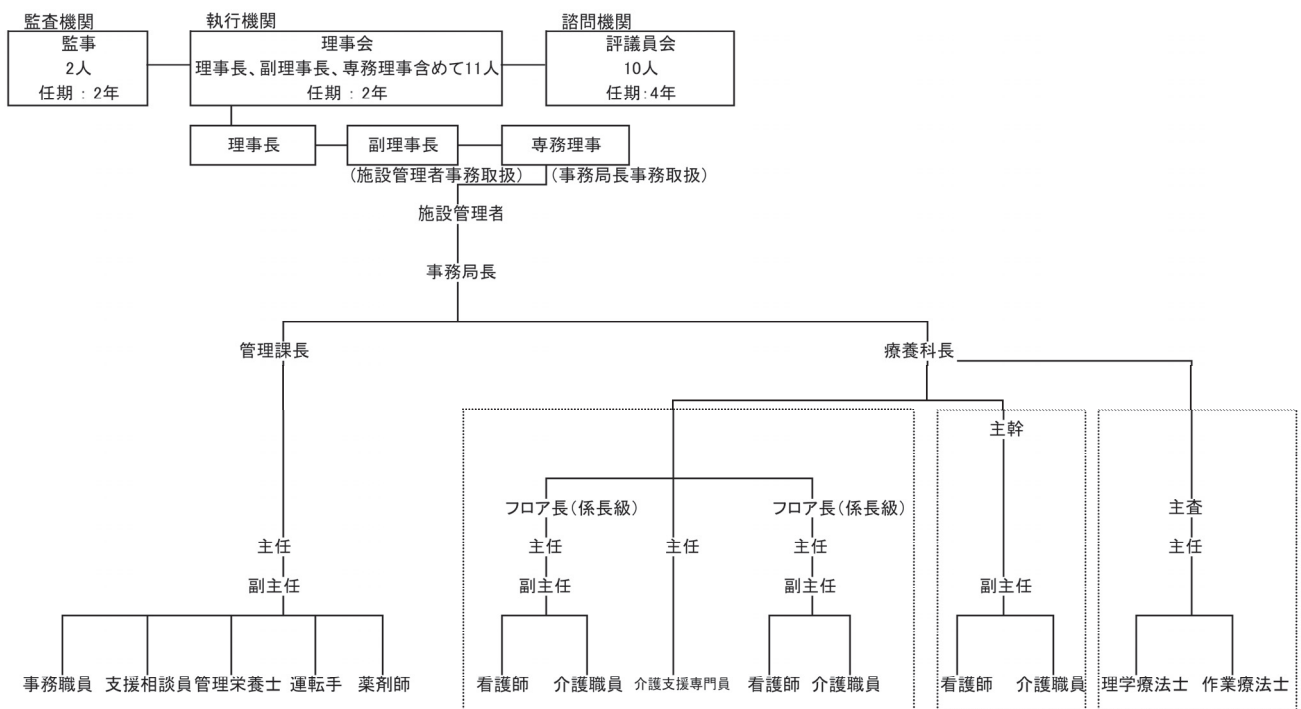 監査機関
執行機関
諮問機関
監事
2人
任期：2年
理事会
理事長、副理事長、専務理事含めて11人
任期：2年
評議員会
10人
任期:4年
理事長
副理事長
専務理事
(施設管理者事務取扱)
(事務局長事務取扱)
施設管理者
事務局長
管理課長
療養科長
主幹
フロア長(係長級)
フロア長(係長級)
主査
主任
主任
主任
主任
主任
副主任
副主任
副主任
副主任
事務職員
支援相談員
管理栄養士
運転手
薬剤師
看護師
介護職員
介護支援専門員
看護師
介護職員
看護師
介護職員
理学療法士
作業療法士